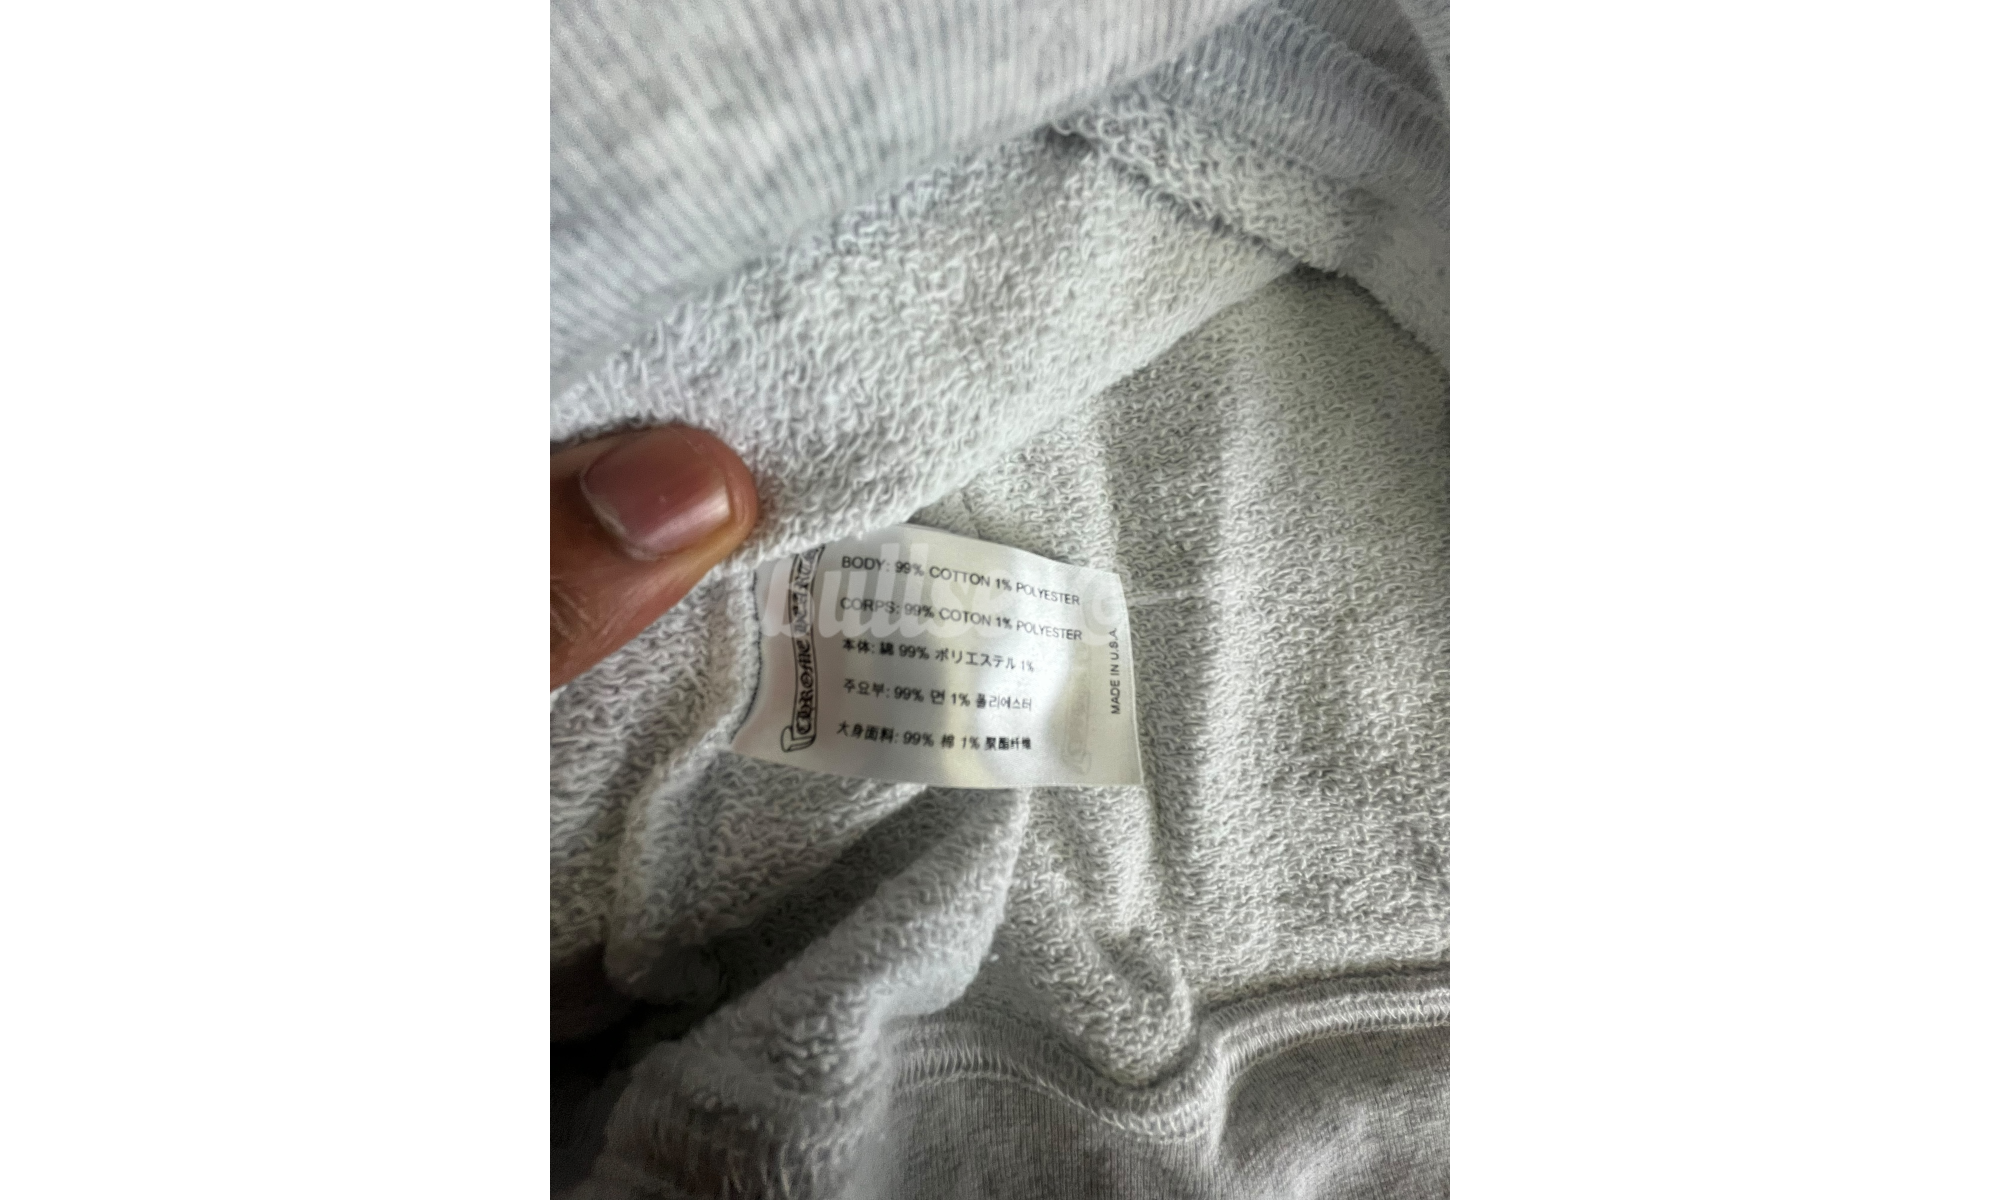 CHROME HEARTS
BODY: 99% COTTON 1% POLYESTER
CORPS: 99% COTON 1% POLYESTER
本体: 綿 99% ポリエステル 1%
주요부: 99% 면 1% 폴리에스터
大身面料: 99% 棉 1% 聚酯纤维
MADE IN U.S.A.